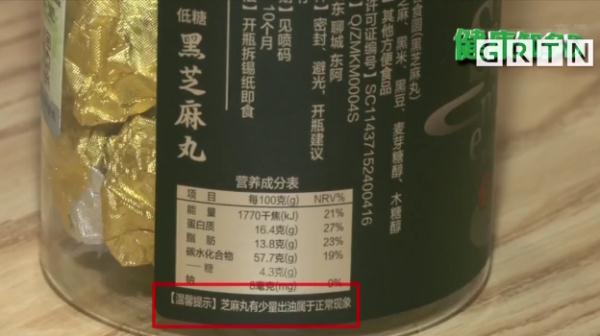 健康
GRTN
低糖
黑芝麻丸
食圆(黑芝麻丸)
芝麻、黑米、黑豆、麦芽糖醇、木糖醇
】其他方便食品
许可证编号】SC11437152400416
】Q/ZMKM0004S
东聊城·东阿
】密封、避光，开瓶建议
】见喷码
】10个月
】开瓶拆锡纸即食
营养成分表
项目 每100克(g) NRV%
能量 1770千焦(kJ) 21%
蛋白质 16.4克(g) 27%
脂肪 13.8克(g) 23%
碳水化合物 57.7克(g) 19%
——糖 4.3克(g)
钠 8毫克(mg) 0%
【温馨提示】芝麻丸有少量出油属于正常现象